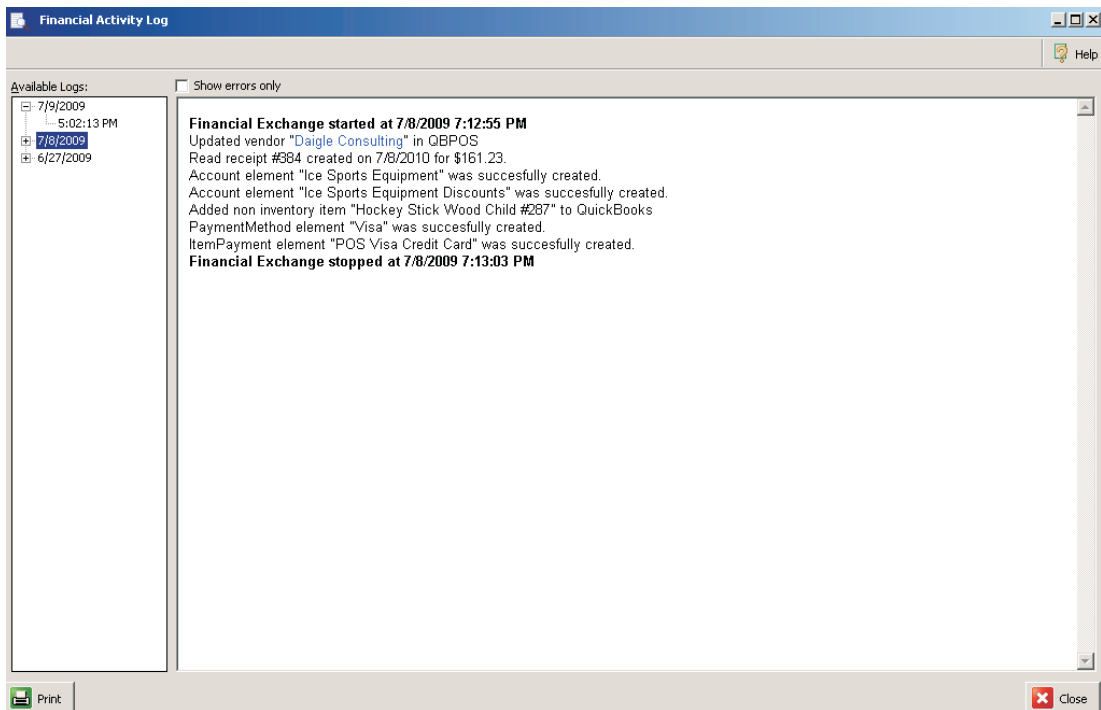 Financial Activity Log
Help
Available Logs:
Show errors only
7/9/2009
5:02:13 PM
7/8/2009
6/27/2009
Financial Exchange started at 7/8/2009 7:12:55 PM
Updated vendor "Daigle Consulting" in QBPOS
Read receipt #384 created on 7/8/2010 for $161.23.
Account element "Ice Sports Equipment" was succesfully created.
Account element "Ice Sports Equipment Discounts" was succesfully created.
Added non inventory item "Hockey Stick Wood Child #287" to QuickBooks
PaymentMethod element "Visa" was succesfully created.
ItemPayment element "POS Visa Credit Card" was succesfully created.
Financial Exchange stopped at 7/8/2009 7:13:03 PM
Print
Close